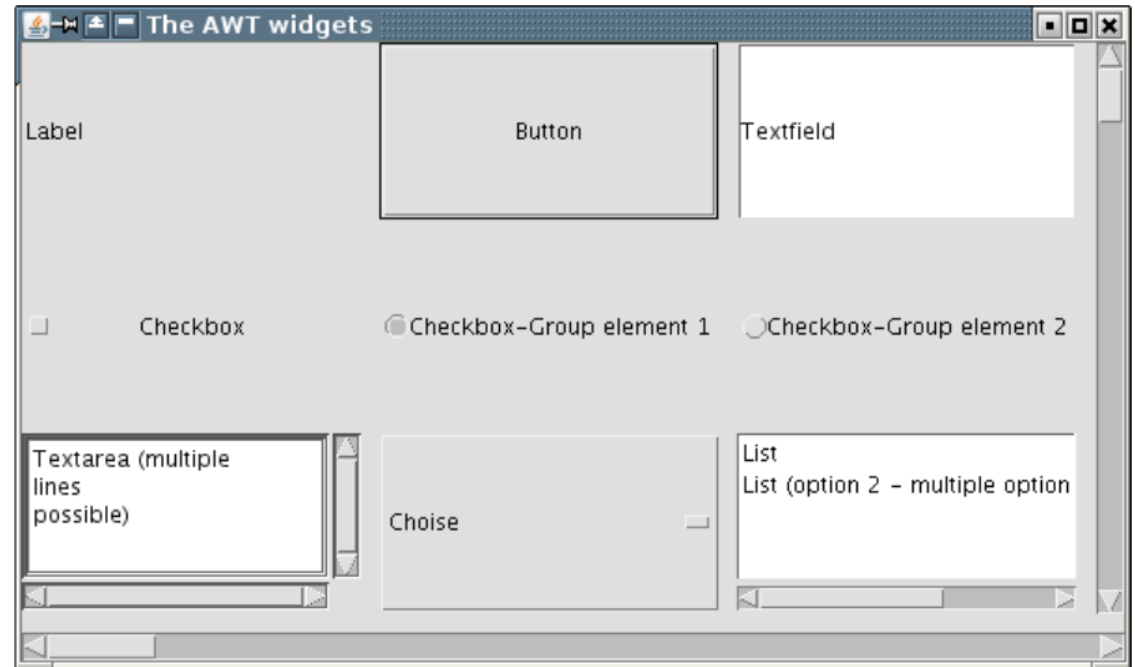 The AWT widgets
Label
Button
Textfield
Checkbox
Checkbox-Group element 1
Checkbox-Group element 2
Textarea (multiple
lines
possible)
Choise
List
List (option 2 - multiple option